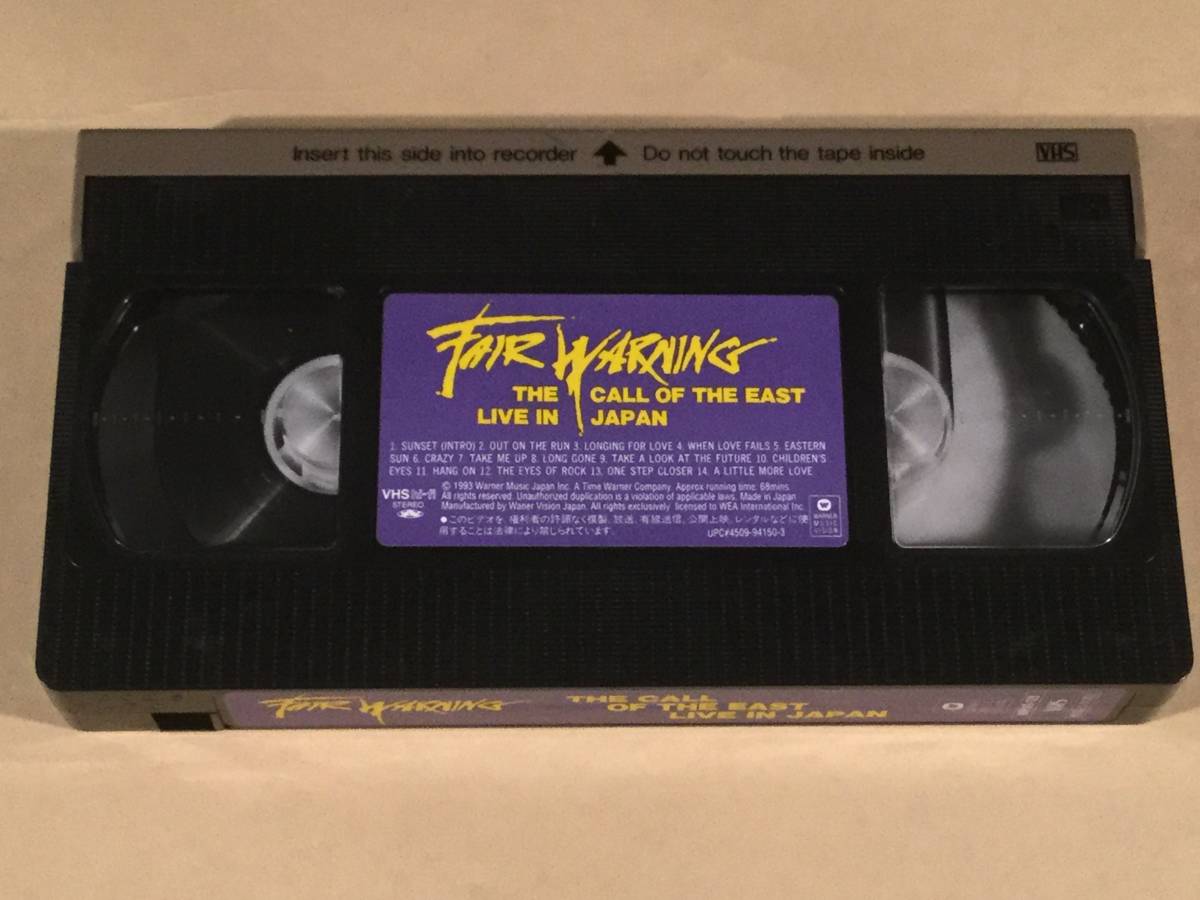 Insert this side into recorder Do not touch the tape inside VHS
FAIR WARNING
THE CALL OF THE EAST
LIVE IN JAPAN
1. SUNSET (INTRO) 2. OUT ON THE RUN 3. LONGING FOR LOVE 4. WHEN LOVE FAILS 5. EASTERN
SUN 6. CRAZY 7. TAKE ME UP 8. LONG GONE 9. TAKE A LOOK AT THE FUTURE 10. CHILDREN'S
EYES 11. HANG ON 12. THE EYES OF ROCK 13. ONE STEP CLOSER 14. A LITTLE MORE LOVE
VHS hi-fi
STEREO
© 1993 Warner Music Japan Inc. A Time Warner Company. Approx running time. 68mins.
All rights reserved. Unauthorized duplication is a violation of applicable laws. Made in Japan
Manufactured by Waner Vision Japan. All rights exclusively licensed to WEA International Inc.
●このビデオを、権利者の許諾なく複製、放送、有線送信、公開上映、レンタルなどに使
用することは法律により禁じられています。
UPC#4509-94150-3
WARNER
MUSIC
VISION
FAIR WARNING
THE CALL
OF THE EAST
LIVE IN JAPAN
VHS